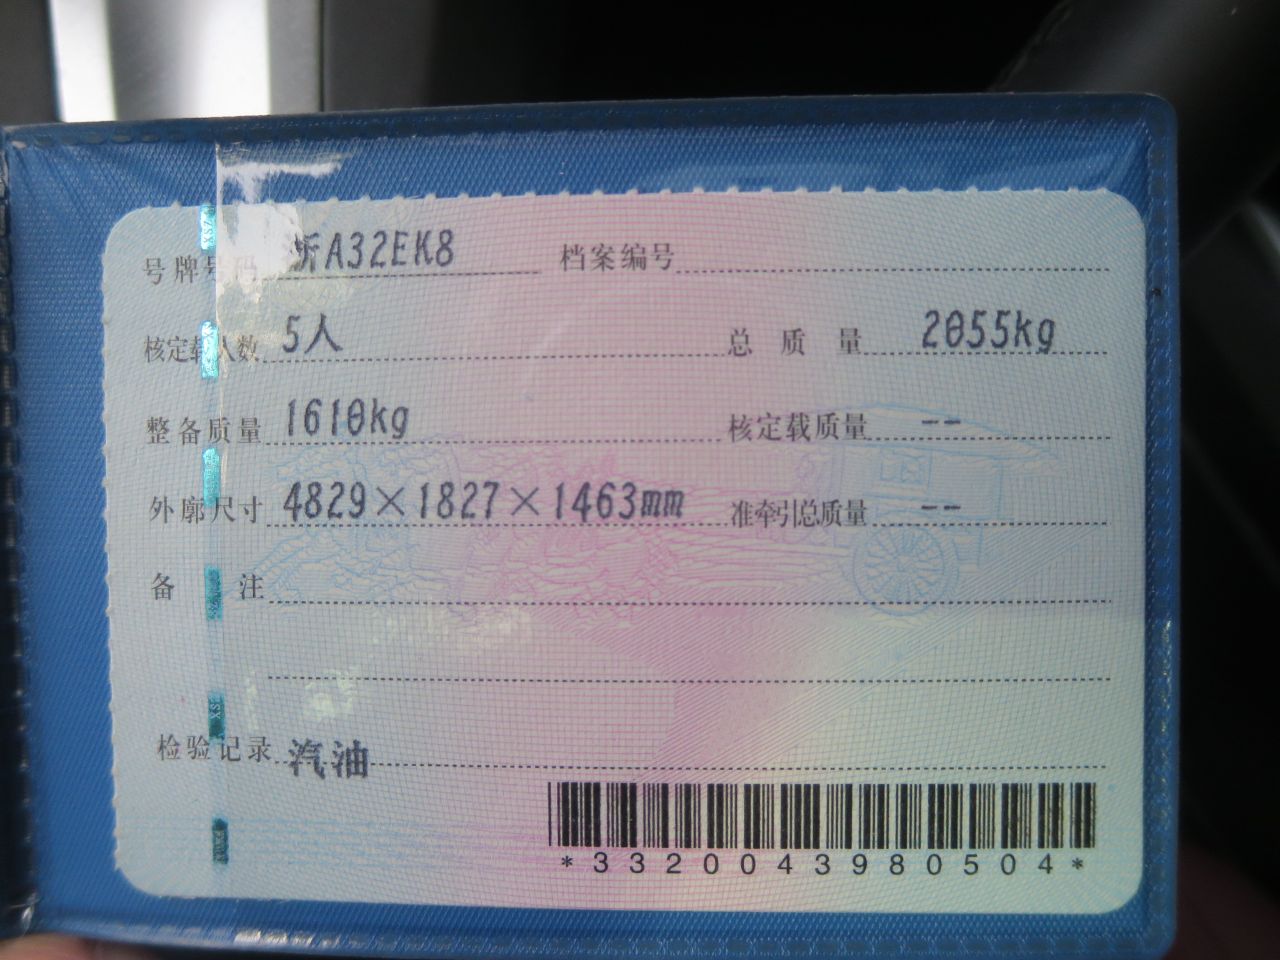 号牌号码 浙A32EK8 档案编号
核定载人数 5人 总质量 2055kg
整备质量 1610kg 核定载质量 --
外廓尺寸 4829×1827×1463mm 准牵引总质量 --
备注
检验记录 汽油
*3320043980504*